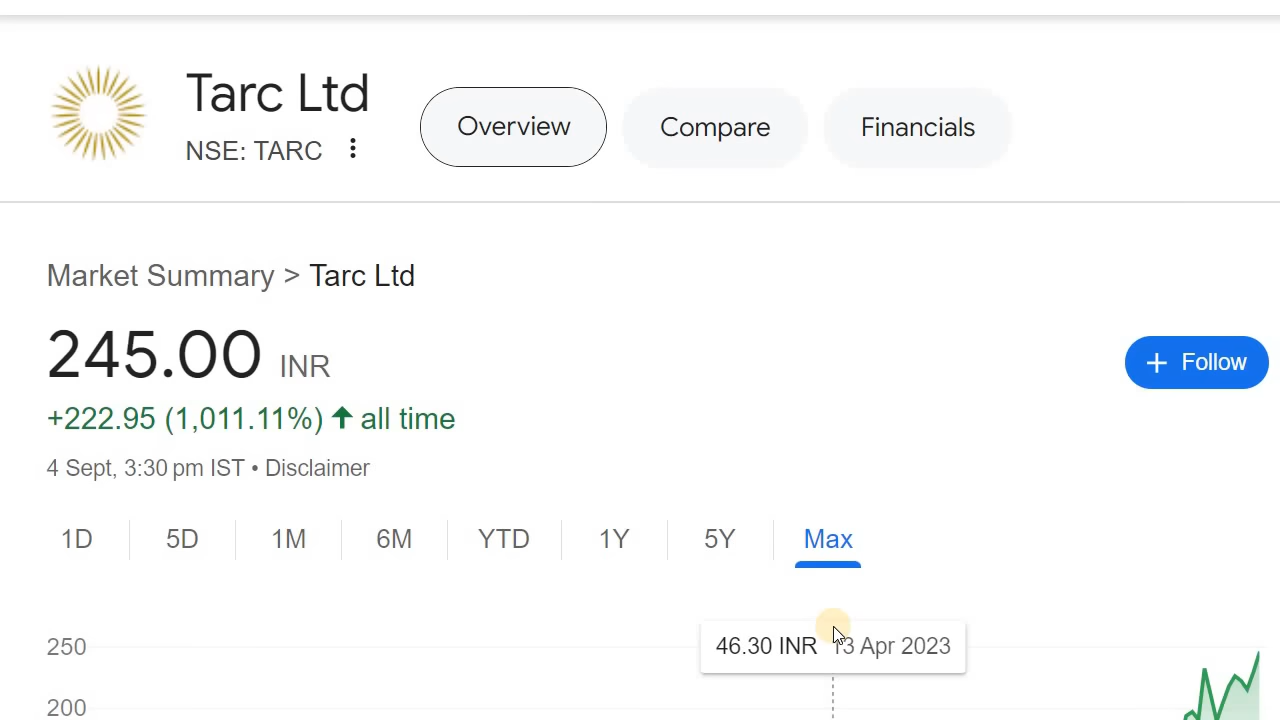 Tarc Ltd
NSE: TARC
Overview
Compare
Financials
Market Summary > Tarc Ltd
245.00 INR
+ Follow
+222.95 (1,011.11%) ↑ all time
4 Sept, 3:30 pm IST • Disclaimer
1D 5D 1M 6M YTD 1Y 5Y Max
250
46.30 INR 13 Apr 2023
200